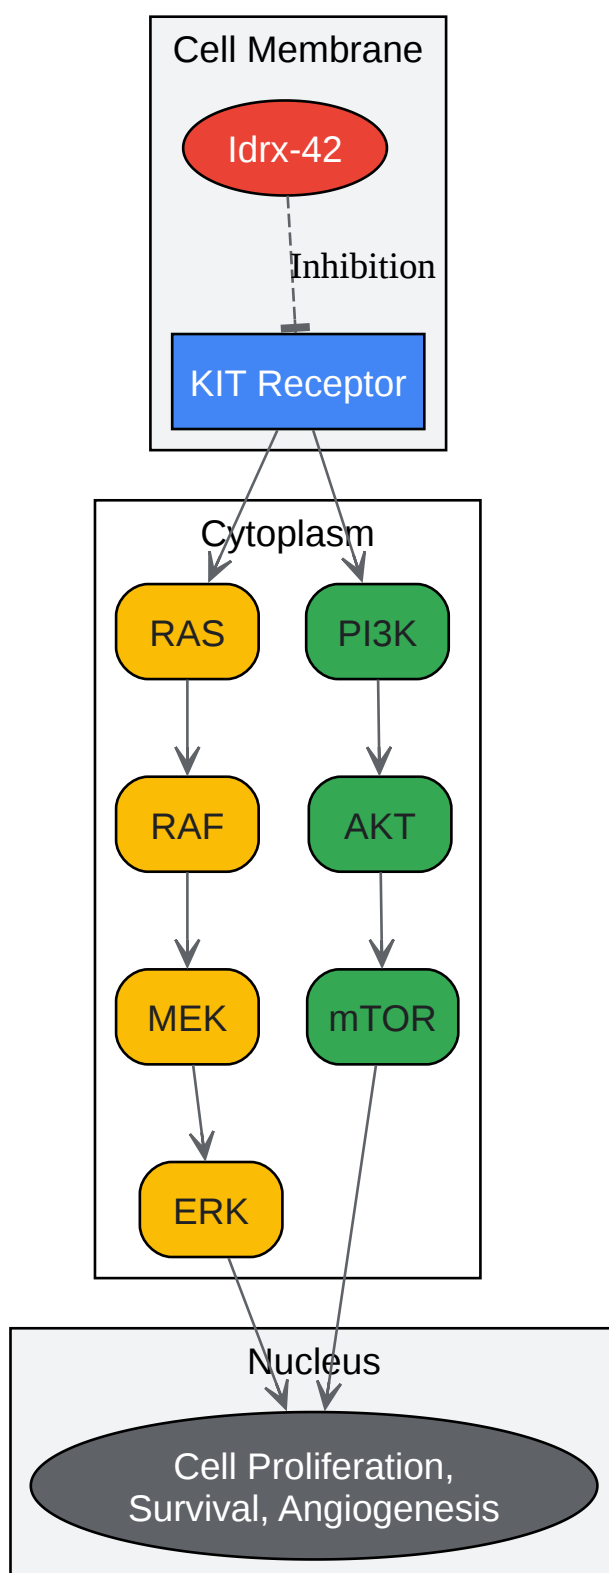 Cell Membrane
Idrx-42
Inhibition
KIT Receptor
Cytoplasm
RAS
PI3K
RAF
AKT
MEK
mTOR
ERK
Nucleus
Cell Proliferation,
Survival, Angiogenesis